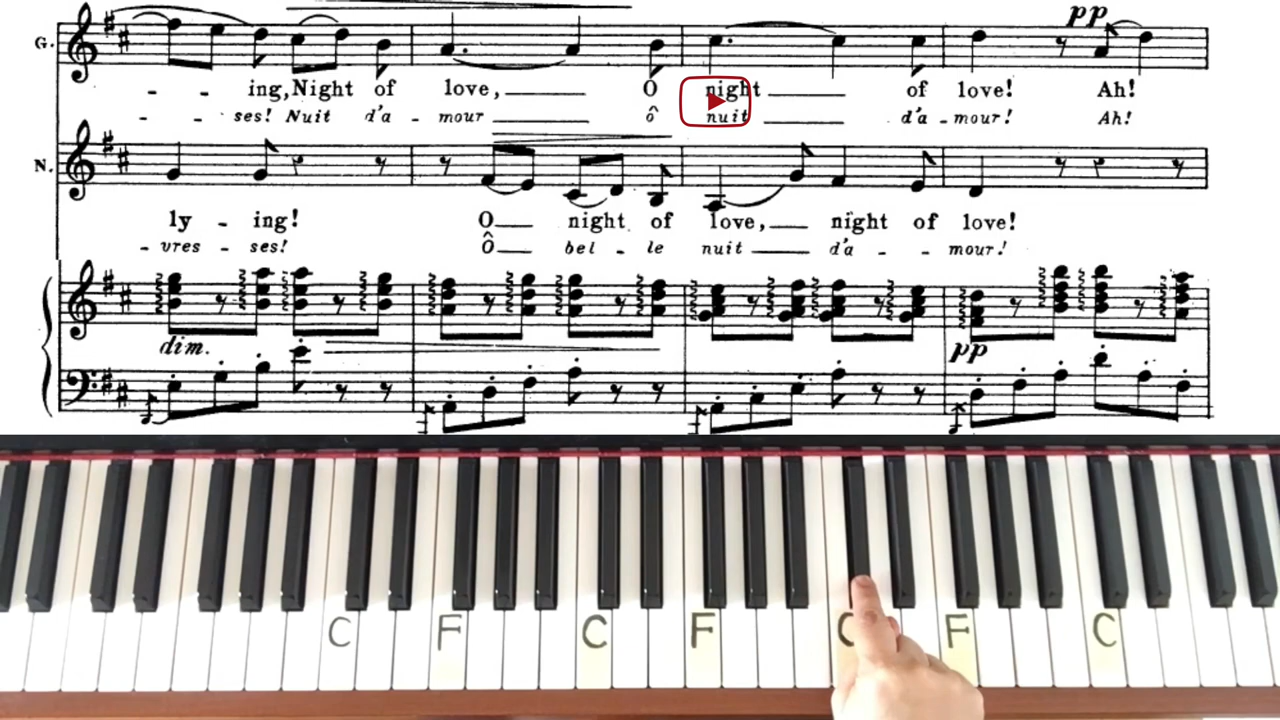 pp
G.
- - ing, Night of love, O night of love! Ah!
- - ses! Nuit d'a - mour ô nuit d'a - mour! Ah!
N.
ly - ing! O night of love, night of love!
- vres - ses! Ô bel - le nuit d'a - - mour!
dim.
pp
C F C F C F C